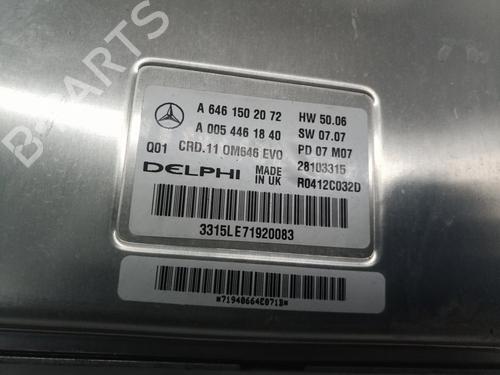 B-PARTS
A 646 150 20 72 HW 50.06
A 005 446 18 40 SW 07.07
Q01 CRD.11 OM646 EVO PD 07 M07
DELPHI MADE IN UK 28103315
R0412C032D
3315LE71920083
*71940664E071B*